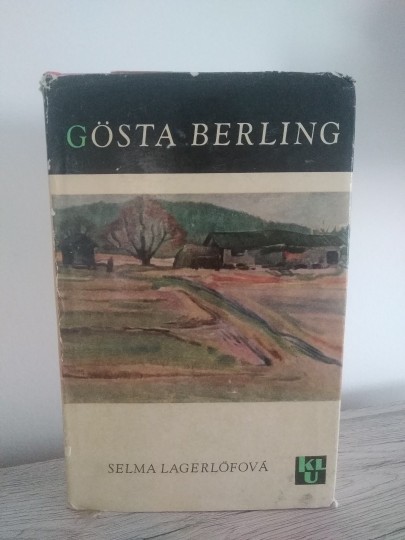 GÖSTA BERLING
SELMA LAGERLÖFOVÁ
KLU